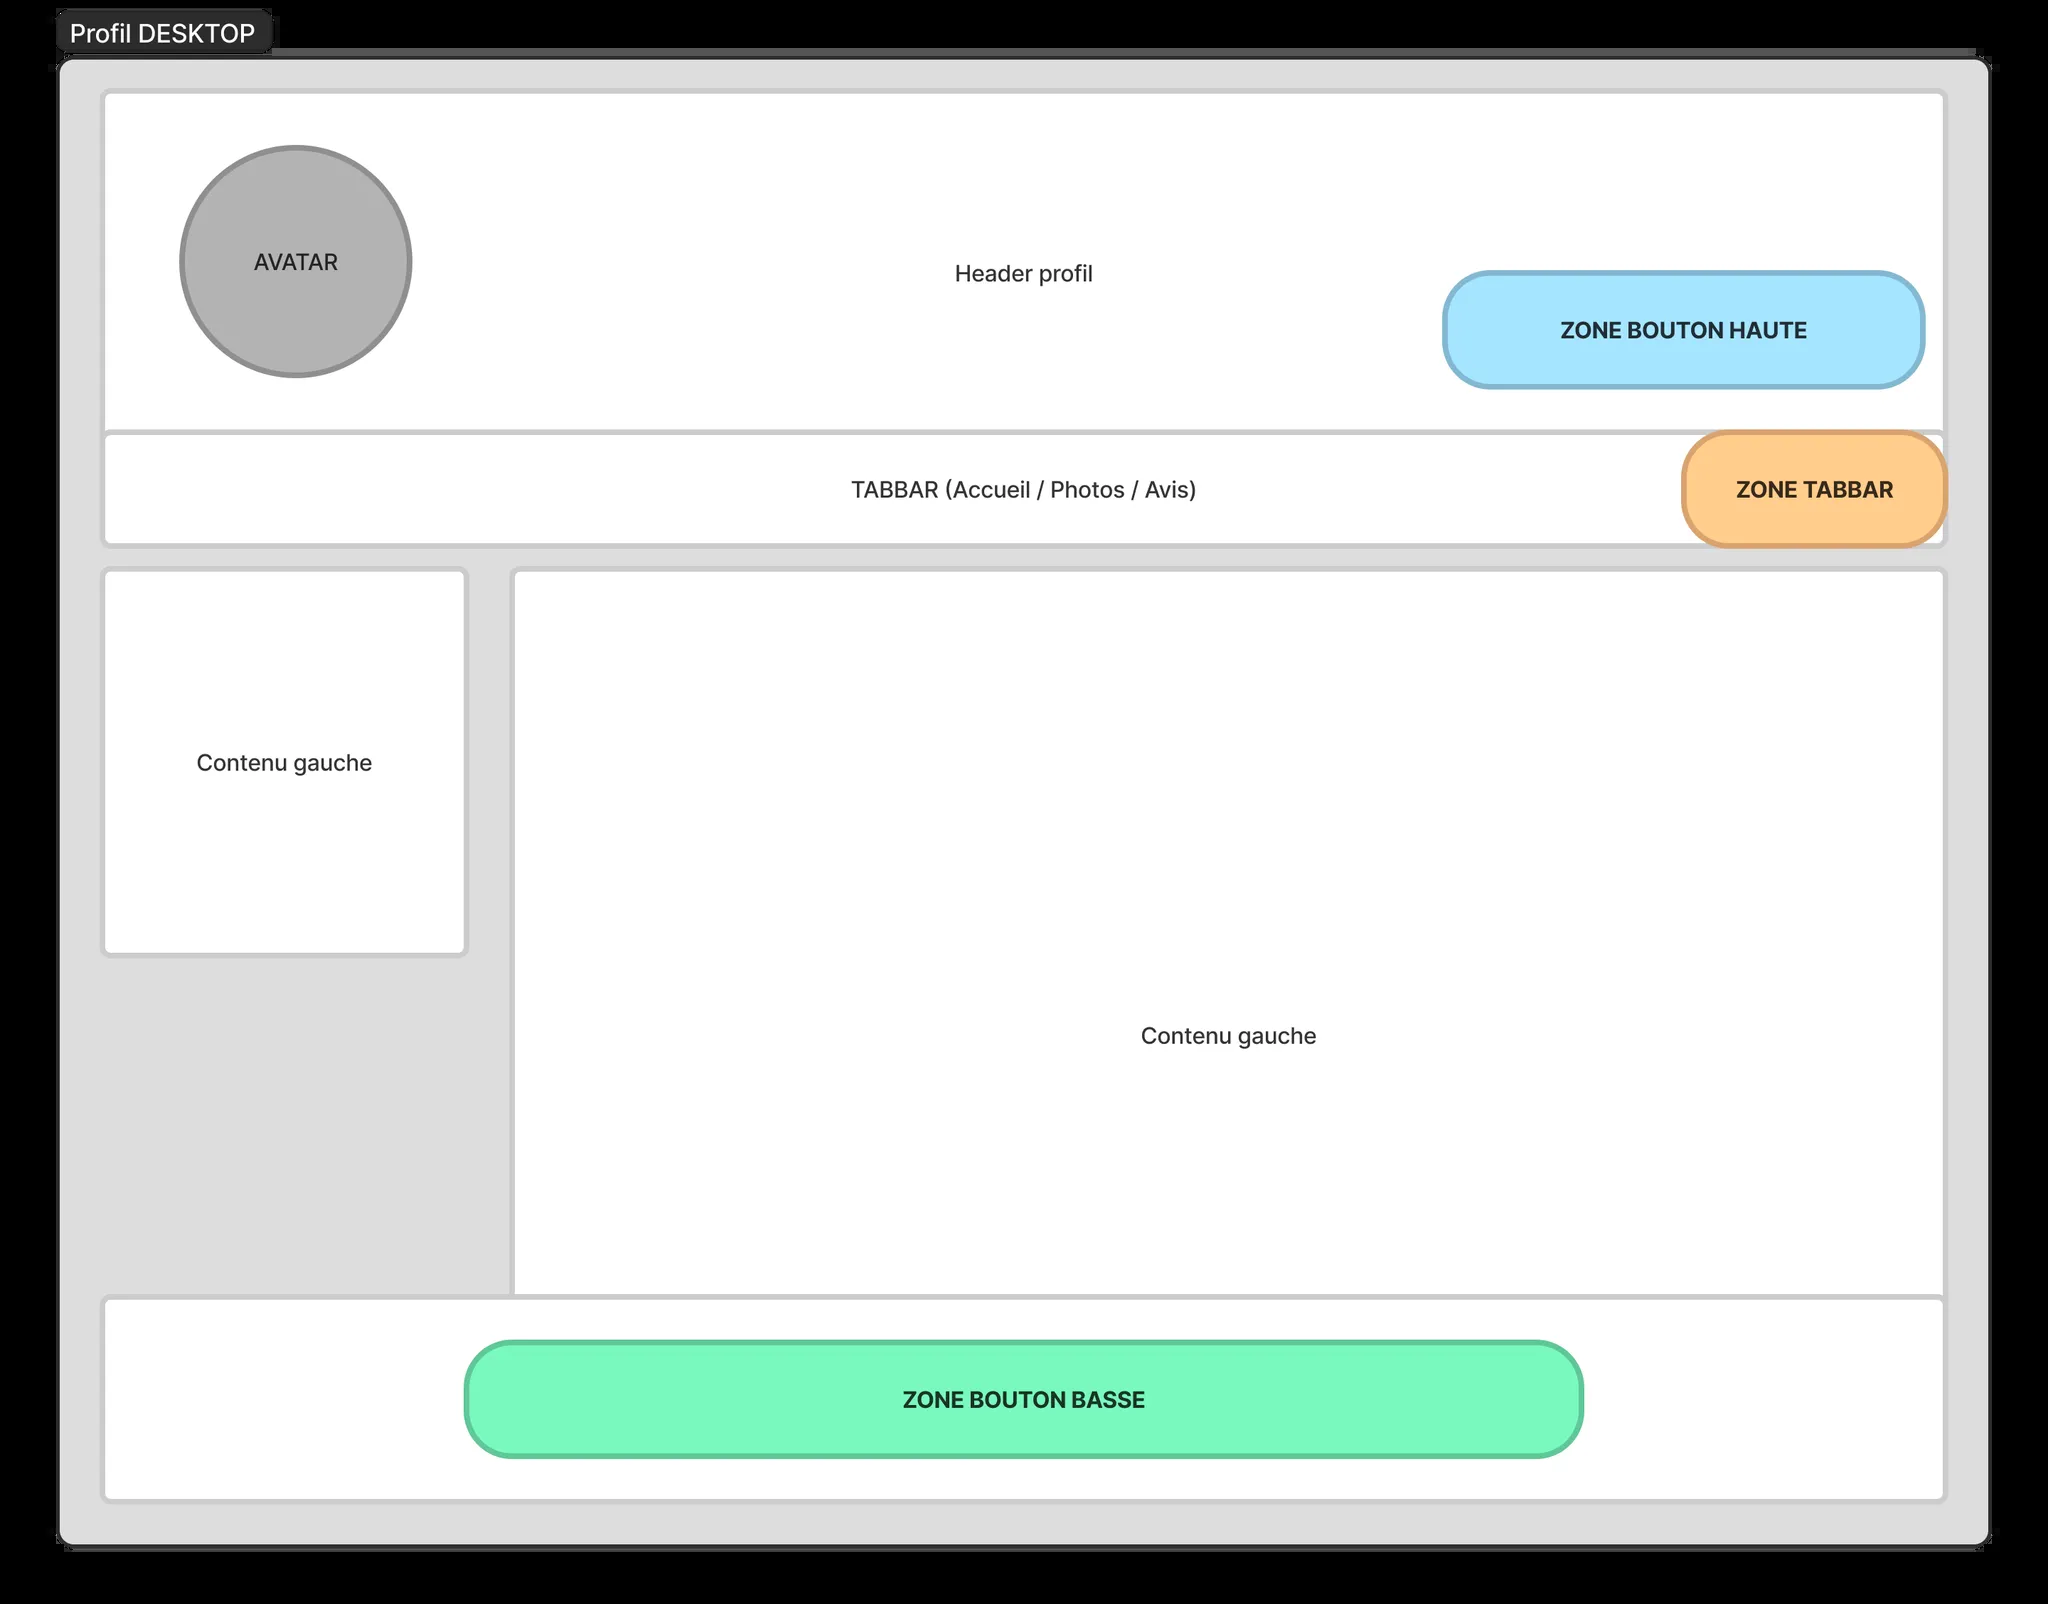 Profil DESKTOP
AVATAR
Header profil
ZONE BOUTON HAUTE
TABBAR (Accueil / Photos / Avis)
ZONE TABBAR
Contenu gauche
Contenu gauche
ZONE BOUTON BASSE